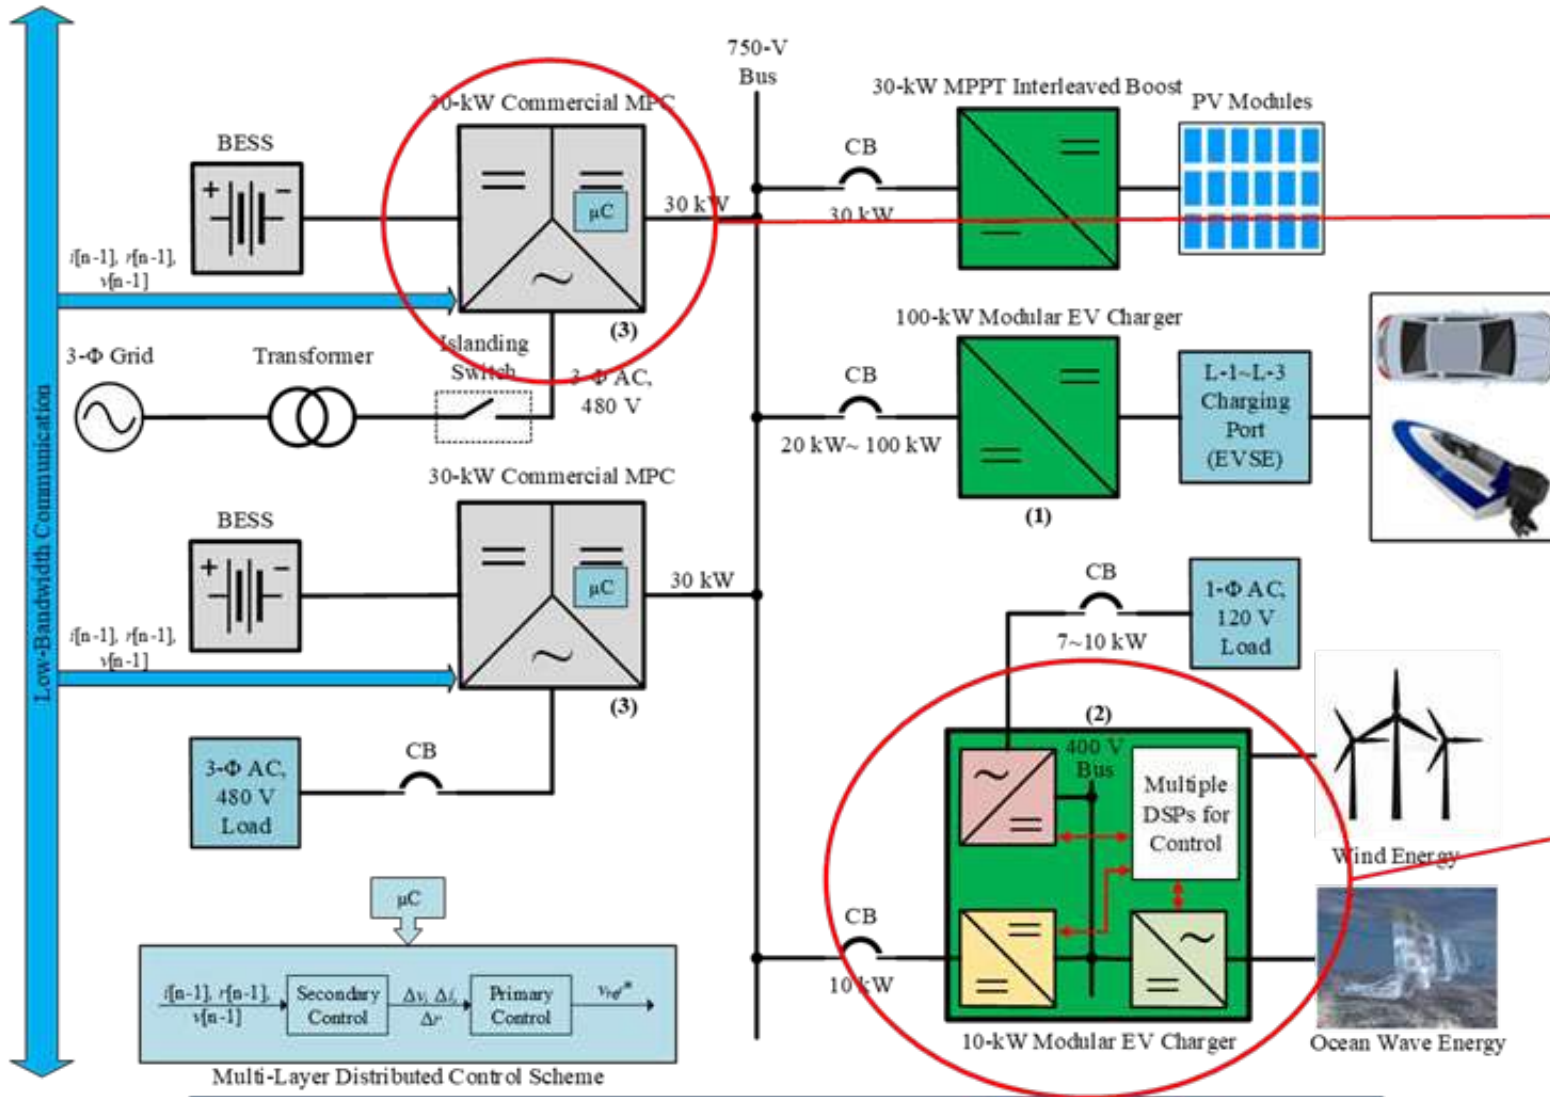 750-V
Bus
30-kW Commercial MPC
30-kW MPPT Interleaved Boost
PV Modules
BESS
CB
+
−
μC
30 kW
30 kW
i[n-1], r[n-1],
v[n-1]
(3)
100-kW Modular EV Charger
3-Φ Grid
Transformer
Islanding
Switch
3-Φ AC,
480 V
CB
L-1~L-3
Charging
Port
(EVSE)
20 kW~ 100 kW
(1)
30-kW Commercial MPC
BESS
+
−
μC
30 kW
i[n-1], r[n-1],
v[n-1]
(3)
Low-Bandwidth Communication
CB
1-Φ AC,
120 V
Load
7~10 kW
(2)
400 V
Bus
Multiple
DSPs for
Control
3-Φ AC,
480 V
Load
CB
Wind Energy
μC
CB
10 kW
i[n-1], r[n-1],
v[n-1]
Secondary
Control
Δv, Δi,
Δr
Primary
Control
vref*
10-kW Modular EV Charger
Ocean Wave Energy
Multi-Layer Distributed Control Scheme